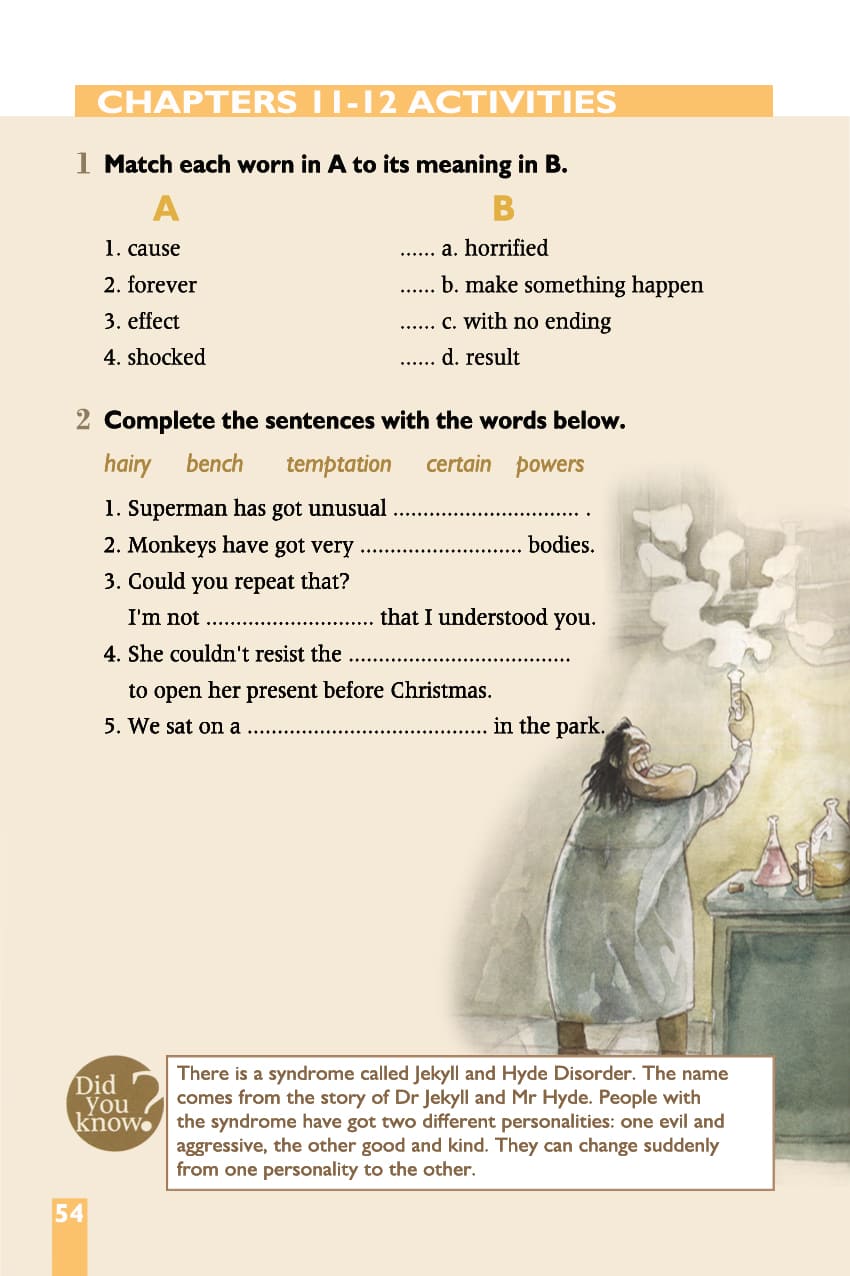 CHAPTERS 11-12 ACTIVITIES
1 Match each worn in A to its meaning in B.
A B
1. cause ...... a. horrified
2. forever ...... b. make something happen
3. effect ...... c. with no ending
4. shocked ...... d. result
2 Complete the sentences with the words below.
hairy bench temptation certain powers
1. Superman has got unusual ............................... .
2. Monkeys have got very ........................... bodies.
3. Could you repeat that?
I'm not ............................ that I understood you.
4. She couldn't resist the .....................................
to open her present before Christmas.
5. We sat on a ........................................ in the park.
Did
You
know?
There is a syndrome called Jekyll and Hyde Disorder. The name
comes from the story of Dr Jekyll and Mr Hyde. People with
the syndrome have got two different personalities: one evil and
aggressive, the other good and kind. They can change suddenly
from one personality to the other.
54